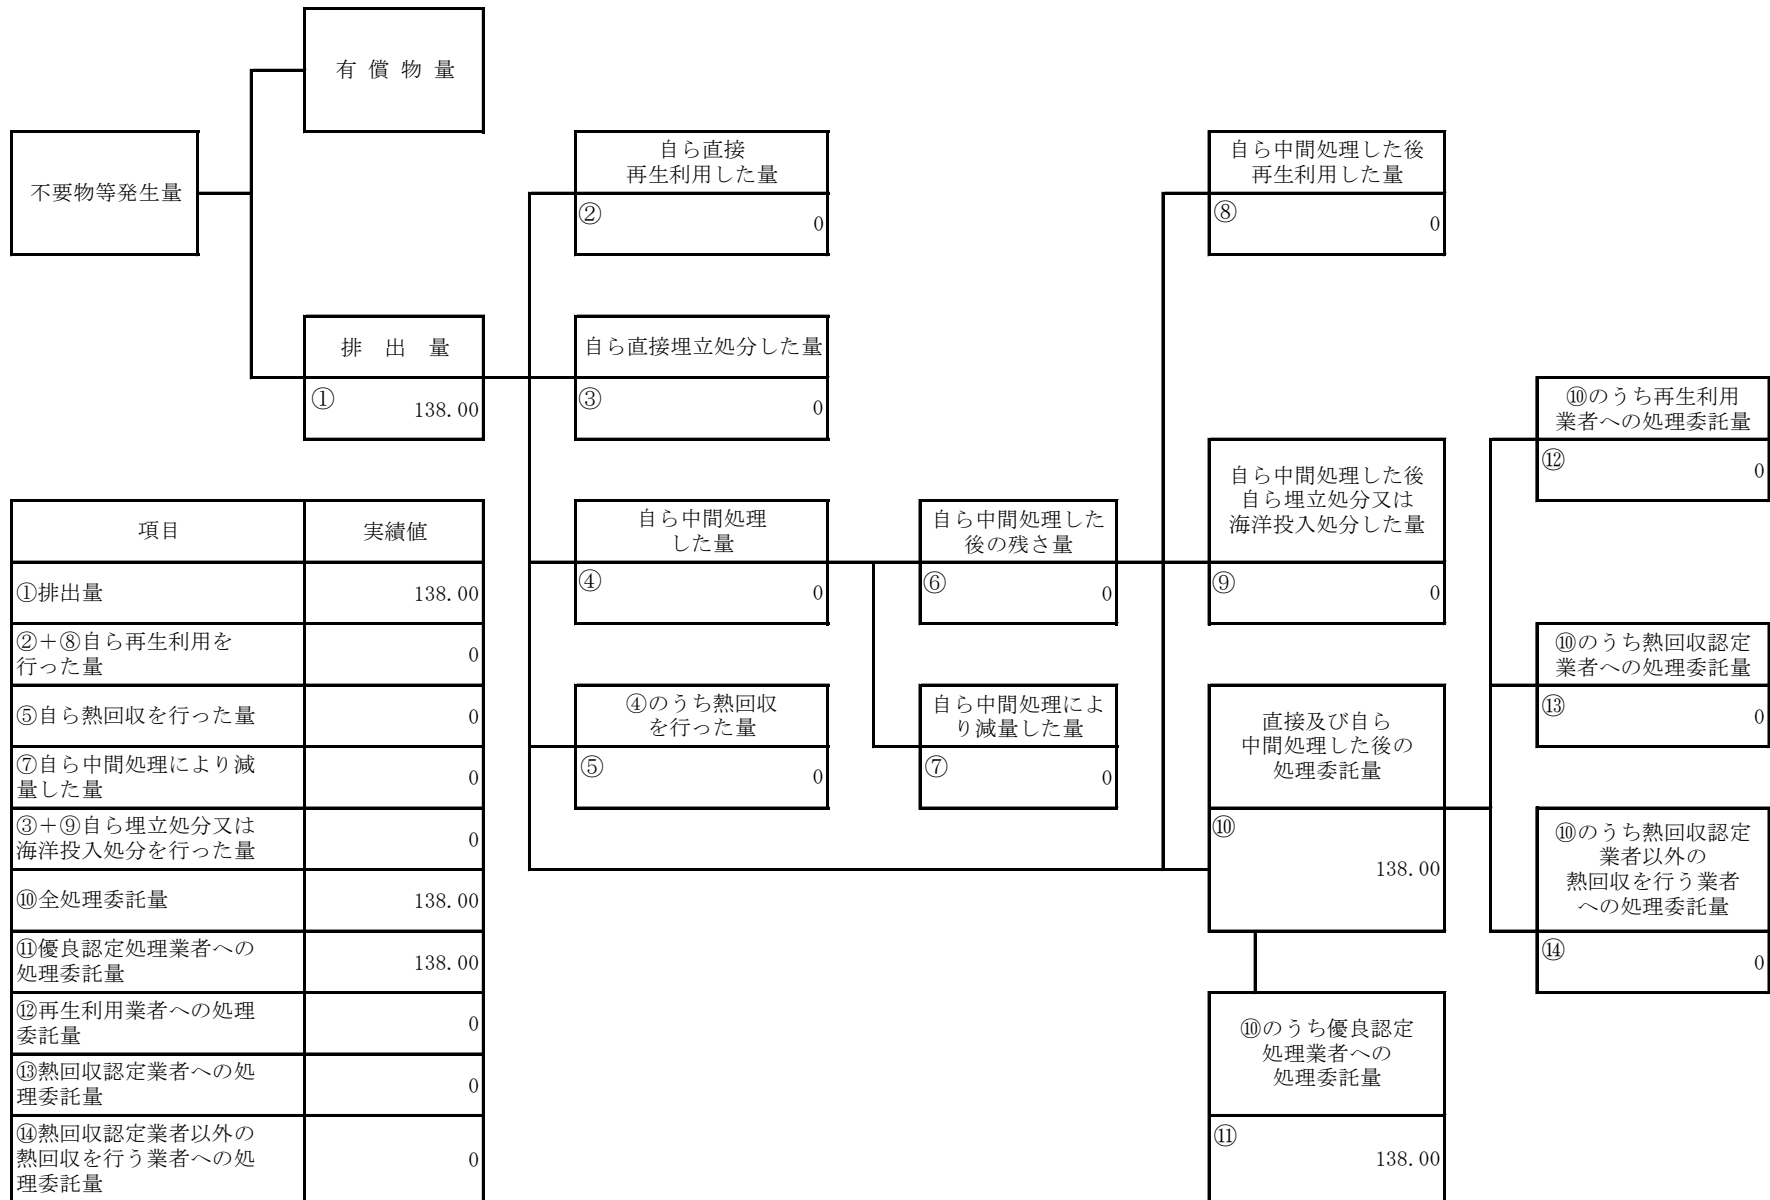 有償物量
不要物等発生量
自ら直接
再生利用した量
②
0
自ら中間処理した後
再生利用した量
⑧
0
排出量
①
138.00
自ら直接埋立処分した量
③
0
⑩のうち再生利用
業者への処理委託量
⑫
0
自ら中間処理
した量
④
0
自ら中間処理した
後の残さ量
⑥
0
自ら中間処理した後
自ら埋立処分又は
海洋投入処分した量
⑨
0
⑩のうち熱回収認定
業者への処理委託量
⑬
0
④のうち熱回収
を行った量
⑤
0
自ら中間処理によ
り減量した量
⑦
0
直接及び自ら
中間処理した後の
処理委託量
⑩
138.00
⑩のうち熱回収認定
業者以外の
熱回収を行う業者
への処理委託量
⑭
0
⑩のうち優良認定
処理業者への
処理委託量
⑪
138.00
項目 実績値
①排出量 138.00
②+⑧自ら再生利用を
行った量
0
⑤自ら熱回収を行った量 0
⑦自ら中間処理により減
量した量
0
③+⑨自ら埋立処分又は
海洋投入処分を行った量
0
⑩全処理委託量 138.00
⑪優良認定処理業者への
処理委託量
138.00
⑫再生利用業者への処理
委託量
0
⑬熱回収認定業者への処
理委託量
0
⑭熱回収認定業者以外の
熱回収を行う業者への処
理委託量
0